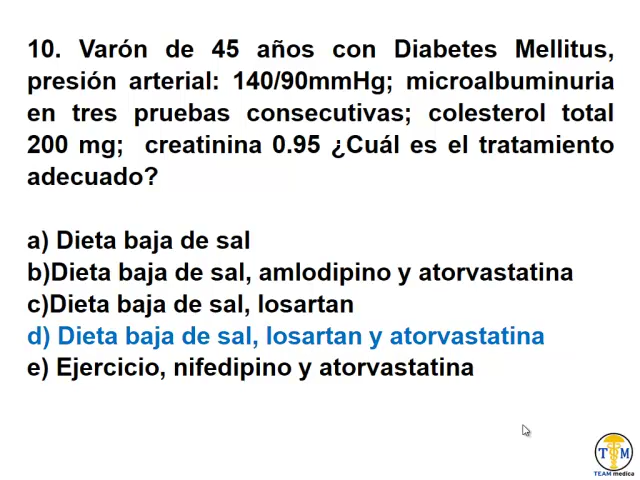 10. Varón de 45 años con Diabetes Mellitus,
presión arterial: 140/90mmHg; microalbuminuria
en tres pruebas consecutivas; colesterol total
200 mg; creatinina 0.95 ¿Cuál es el tratamiento
adecuado?
a) Dieta baja de sal
b)Dieta baja de sal, amlodipino y atorvastatina
c)Dieta baja de sal, losartan
d) Dieta baja de sal, losartan y atorvastatina
e) Ejercicio, nifedipino y atorvastatina
T M
TEAM medica